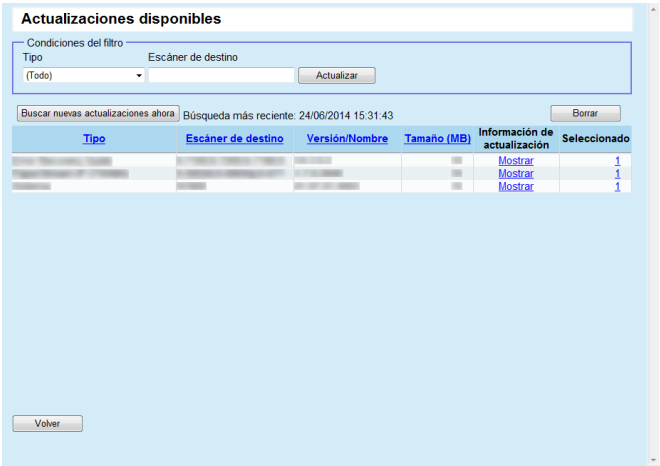 Actualizaciones disponibles
Condiciones del filtro
Tipo Escáner de destino
(Todo) Actualizar
Buscar nuevas actualizaciones ahora Búsqueda más reciente: 24/06/2014 15:31:43 Borrar
Tipo Escáner de destino Versión/Nombre Tamaño (MB) Información de actualización Seleccionado
Mostrar 1
Mostrar 1
Mostrar 1
Volver